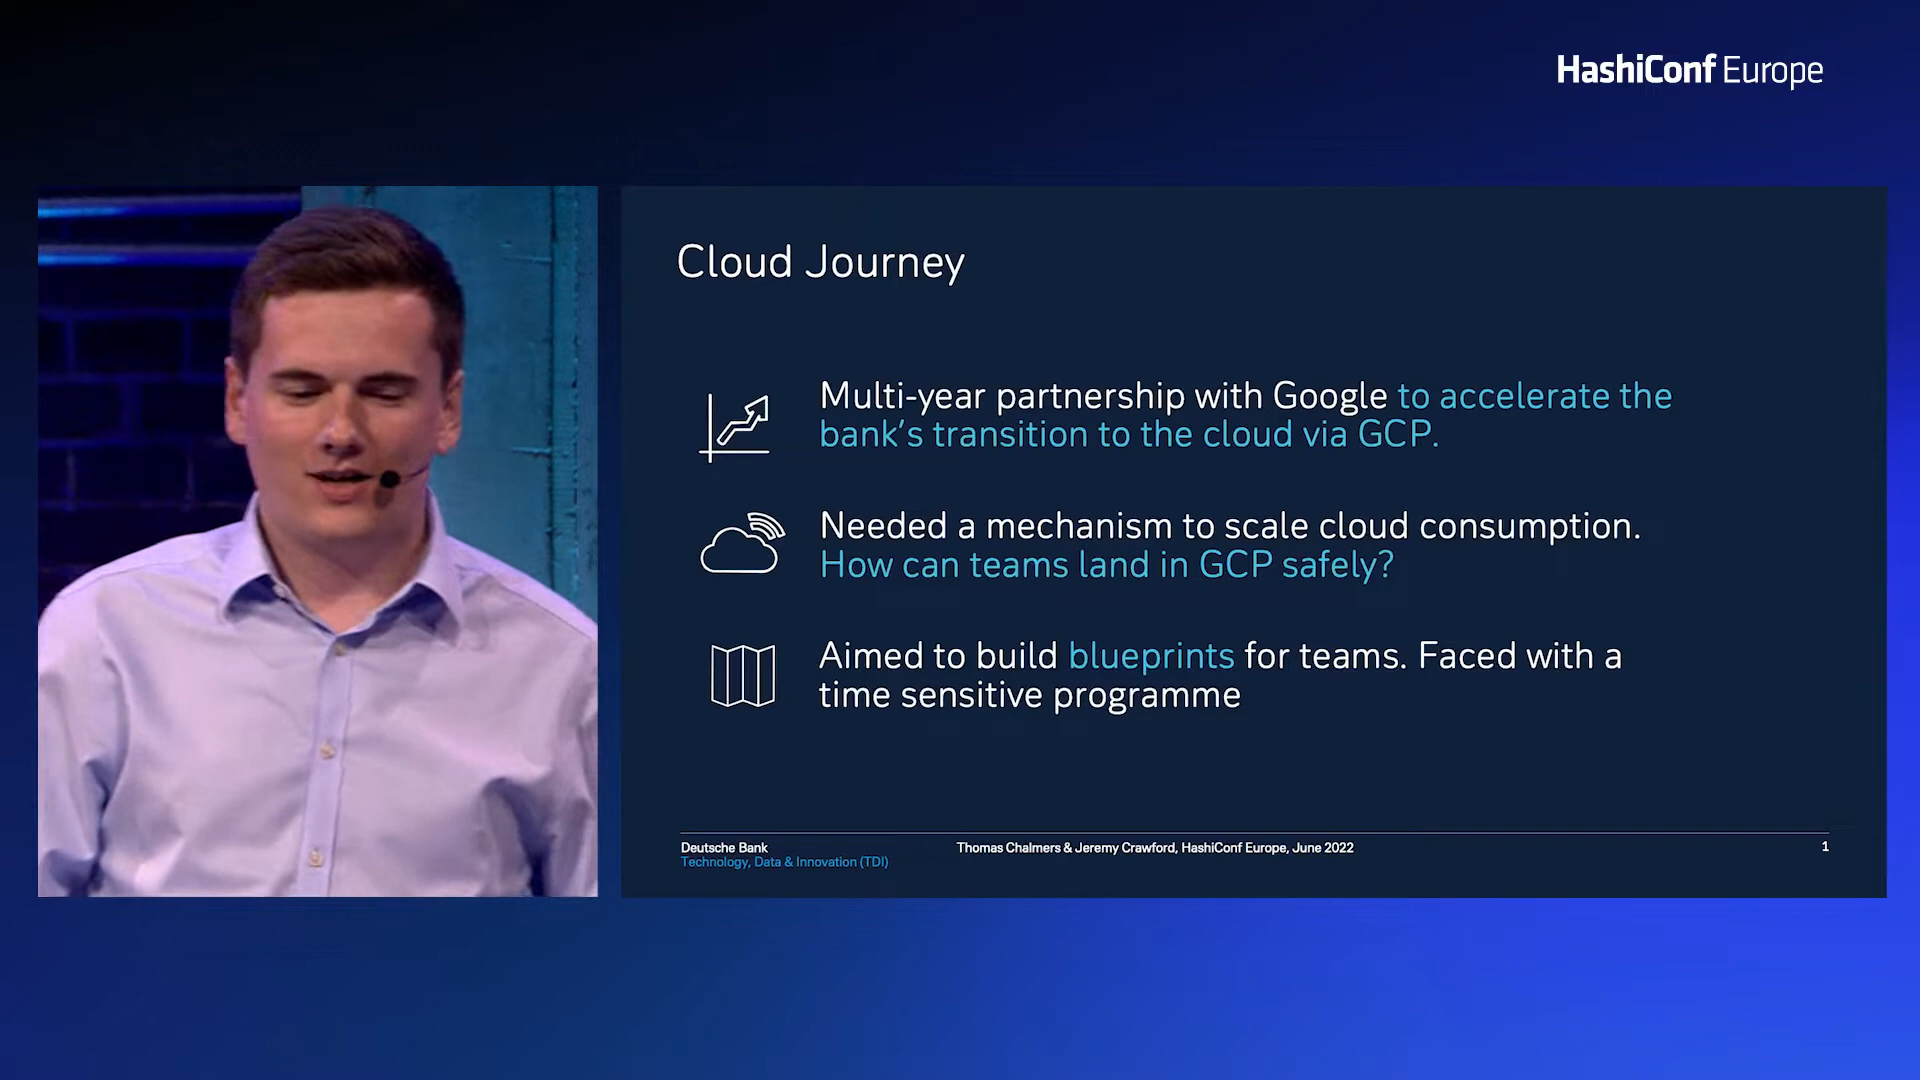 HashiConf Europe
Cloud Journey
Multi-year partnership with Google to accelerate the
bank's transition to the cloud via GCP.
Needed a mechanism to scale cloud consumption.
How can teams land in GCP safely?
Aimed to build blueprints for teams. Faced with a
time sensitive programme
Deutsche Bank
Technology, Data & Innovation (TDI)
Thomas Chalmers & Jeremy Crawford, HashiConf Europe, June 2022
1